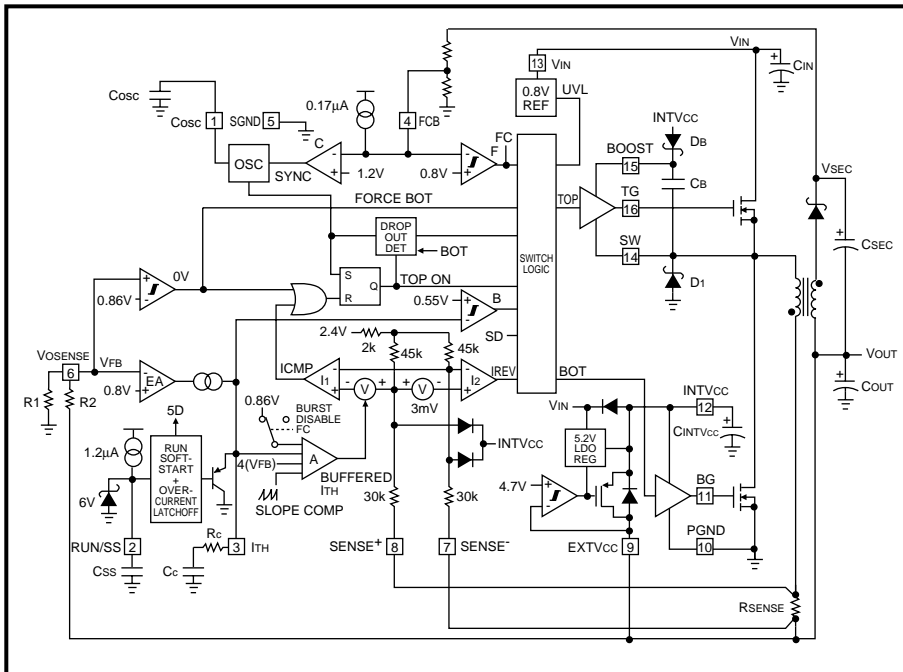 VIN
VIN
13
CIN
COSC
0.8V
REF
UVL
0.17µA
COSC
1
SGND
5
4
FCB
INTVCC
DB
C
FC
F
BOOST
15
VSEC
OSC
SYNC
1.2V
0.8V
CB
TG
TOP
16
FORCE BOT
DROP
OUT
DET
BOT
SW
14
CSEC
SWITCH
LOGIC
D1
S
Q
R
TOP ON
0V
0.86V
0.55V
B
2.4V
2k
45k
45k
SD
VOSENSE
6
VFB
ICMP
I1
I2
IREV
BOT
VOUT
COUT
0.8V
EA
V
V
3mV
R1
R2
0.86V
BURST
DISABLE
FC
VIN
INTVCC
12
CINTVCC
5D
1.2µA
INTVCC
5.2V
LDO
REG
RUN
SOFT-
START
+
OVER-
CURRENT
LATCHOFF
A
4(VFB)
BUFFERED
ITH
SLOPE COMP
30k
30k
4.7V
BG
11
6V
RC
PGND
10
RUN/SS
2
3
ITH
SENSE+
8
7
SENSE-
EXTVCC
9
CSS
CC
RSENSE